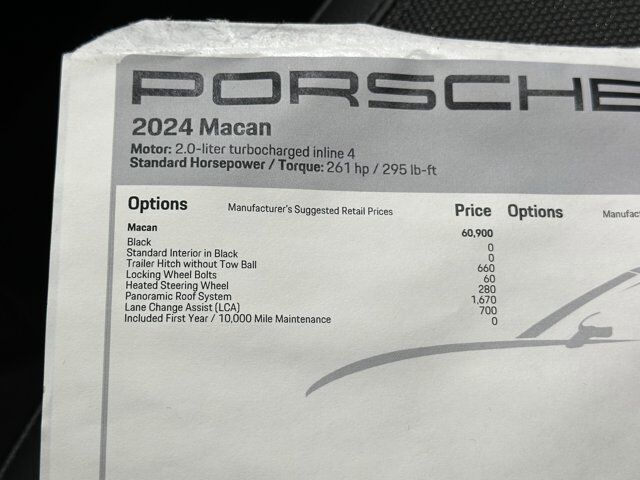 PORSCHE
2024 Macan
Motor: 2.0-liter turbocharged inline 4
Standard Horsepower / Torque: 261 hp / 295 lb-ft
Options Manufacturer's Suggested Retail Prices Price Options
Macan 60,900
Black 0
Standard Interior in Black 0
Trailer Hitch without Tow Ball 660
Locking Wheel Bolts 60
Heated Steering Wheel 280
Panoramic Roof System 1,670
Lane Change Assist (LCA) 700
Included First Year / 10,000 Mile Maintenance 0